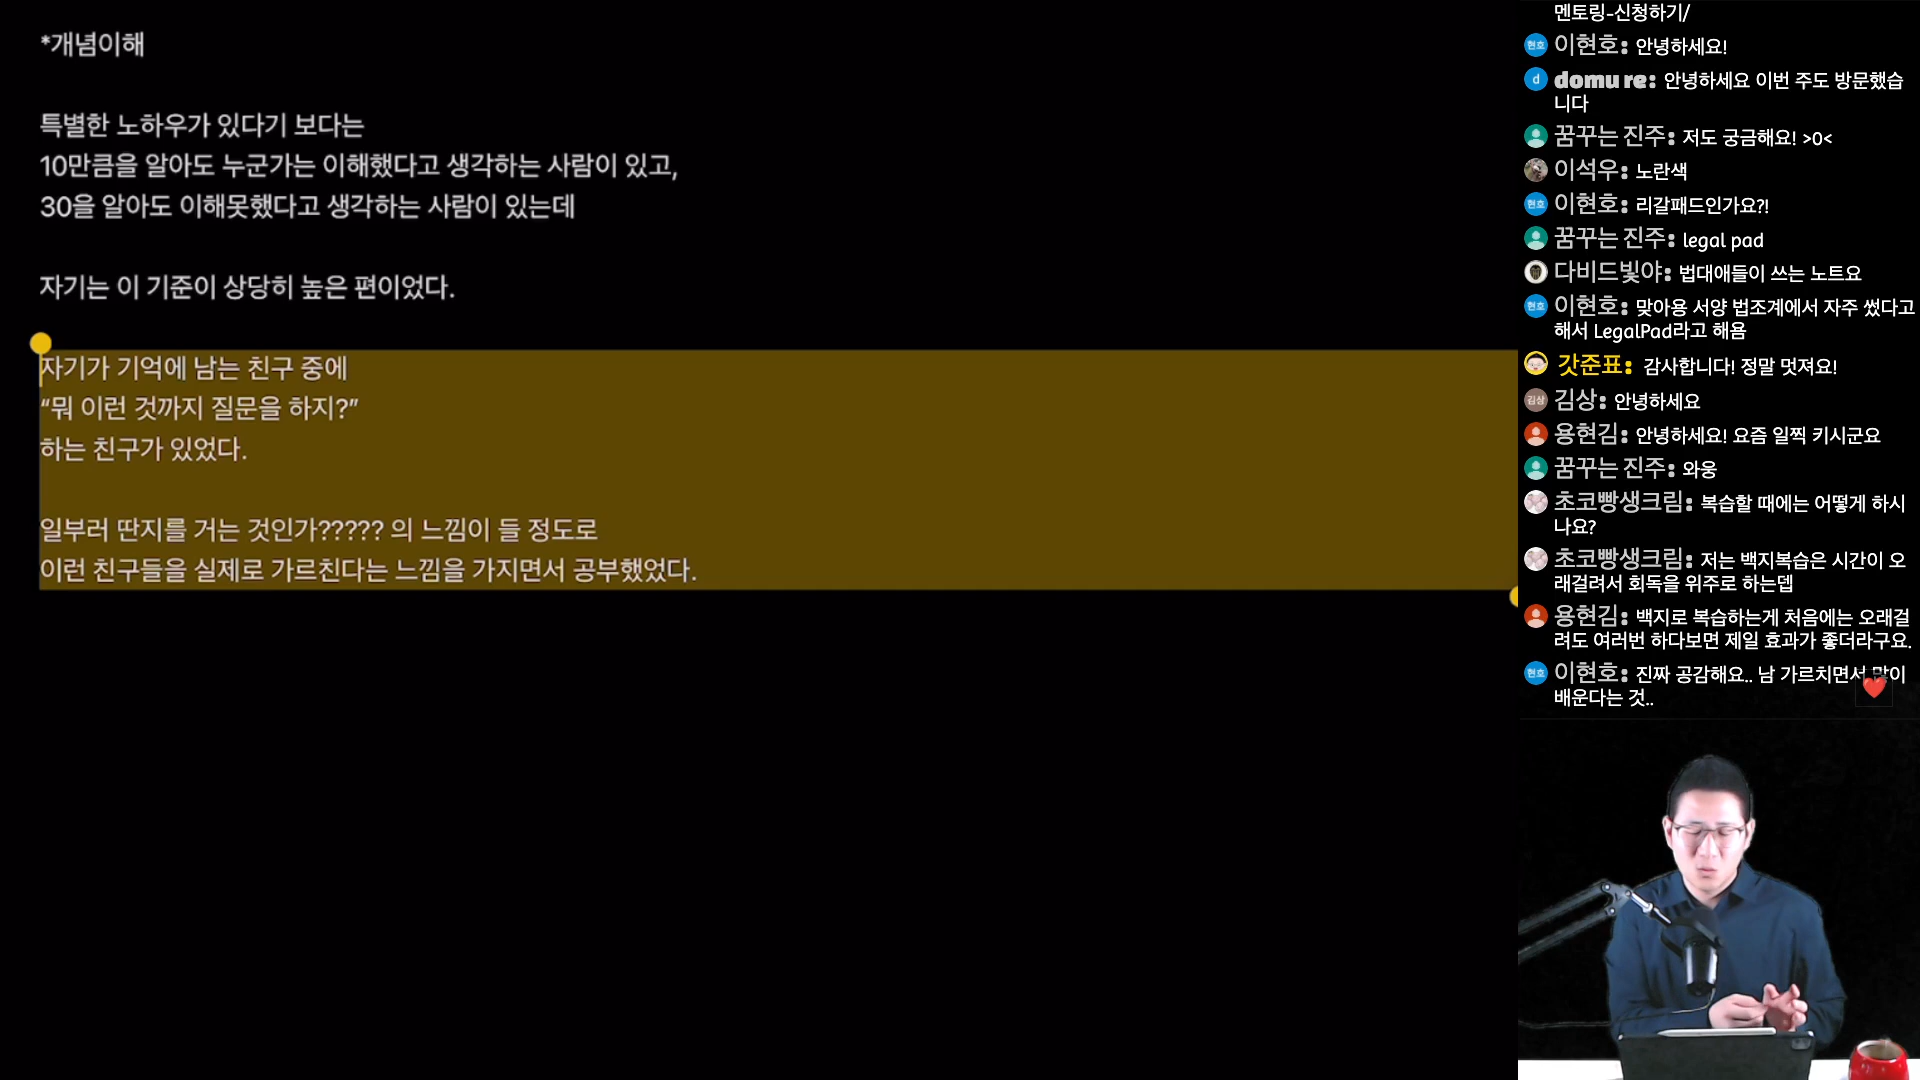 *개념이해
특별한 노하우가 있다기 보다는
10만큼을 알아도 누군가는 이해했다고 생각하는 사람이 있고,
30을 알아도 이해못했다고 생각하는 사람이 있는데
자기는 이 기준이 상당히 높은 편이었다.
자기가 기억에 남는 친구 중에
“뭐 이런 것까지 질문을 하지?”
하는 친구가 있었다.
일부러 딴지를 거는 것인가????? 의 느낌이 들 정도로
이런 친구들을 실제로 가르친다는 느낌을 가지면서 공부했었다.
멘토링-신청하기/
현호 이현호: 안녕하세요!
d domu re: 안녕하세요 이번 주도 방문했습
니다
꿈꾸는 진주: 저도 궁금해요! >0<
이석우: 노란색
현호 이현호: 리갈패드인가요?!
꿈꾸는 진주: legal pad
다비드빛야: 법대애들이 쓰는 노트요
현호 이현호: 맞아용 서양 법조계에서 자주 썼다고
해서 LegalPad라고 해욤
갓준표: 감사합니다! 정말 멋져요!
김상 김상: 안녕하세요
용현김: 안녕하세요! 요즘 일찍 키시군요
꿈꾸는 진주: 와웅
초코빵생크림: 복습할 때에는 어떻게 하시
나요?
초코빵생크림: 저는 백지복습은 시간이 오
래걸려서 회독을 위주로 하는뎁
용현김: 백지로 복습하는게 처음에는 오래걸
려도 여러번 하다보면 제일 효과가 좋더라구요.
현호 이현호: 진짜 공감해요.. 남 가르치면서 많이
배운다는 것..